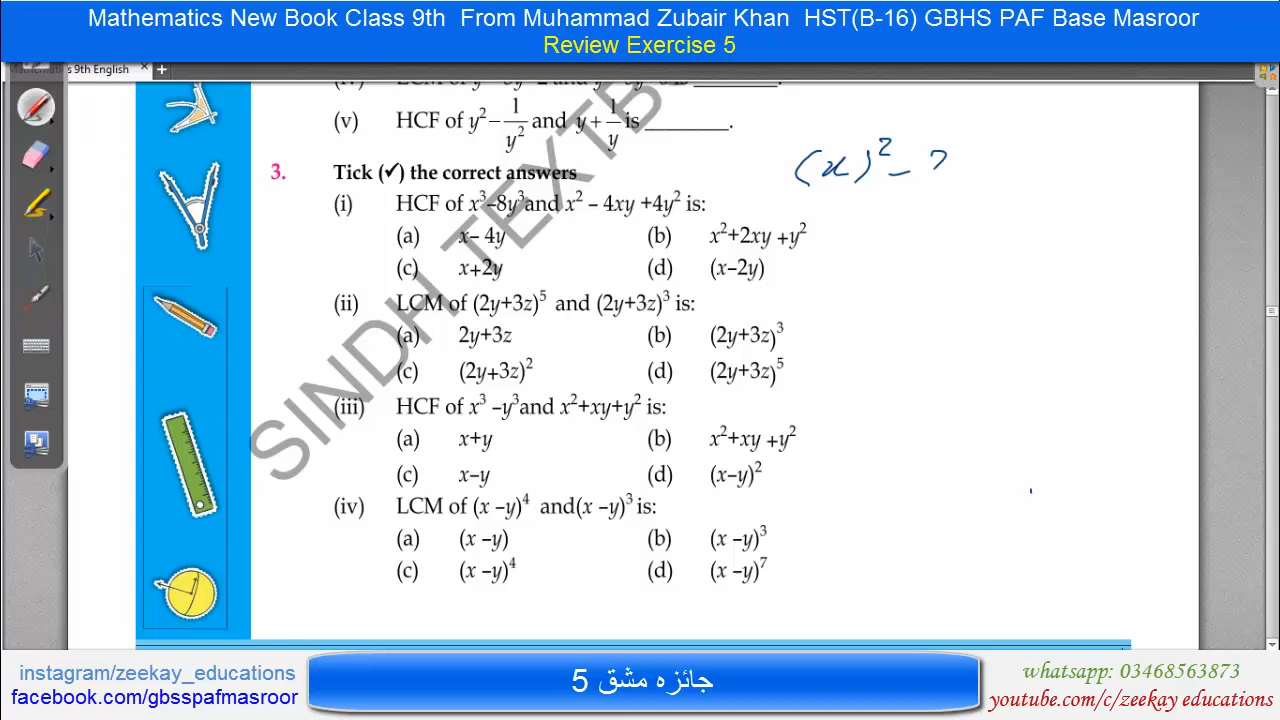 Mathematics New Book Class 9th From Muhammad Zubair Khan HST(B-16) GBHS PAF Base Masroor
Review Exercise 5
9th English
(v) HCF of y² – 1/y² and y + 1/y is ________.
3. Tick (✓) the correct answers
(x)² –
(i) HCF of x³–8y³and x² – 4xy +4y² is:
(a) x– 4y (b) x²+2xy +y²
(c) x+2y (d) (x–2y)
(ii) LCM of (2y+3z)⁵ and (2y+3z)³ is:
(a) 2y+3z (b) (2y+3z)³
(c) (2y+3z)² (d) (2y+3z)⁵
(iii) HCF of x³ –y³and x²+xy+y² is:
(a) x+y (b) x²+xy +y²
(c) x–y (d) (x–y)²
(iv) LCM of (x –y)⁴ and(x –y)³ is:
(a) (x –y) (b) (x –y)³
(c) (x –y)⁴ (d) (x –y)⁷
SINDH TEXTB
instagram/zeekay_educations
facebook.com/gbsspafmasroor
جائزہ مشق 5
whatsapp: 03468563873
youtube.com/c/zeekay educations